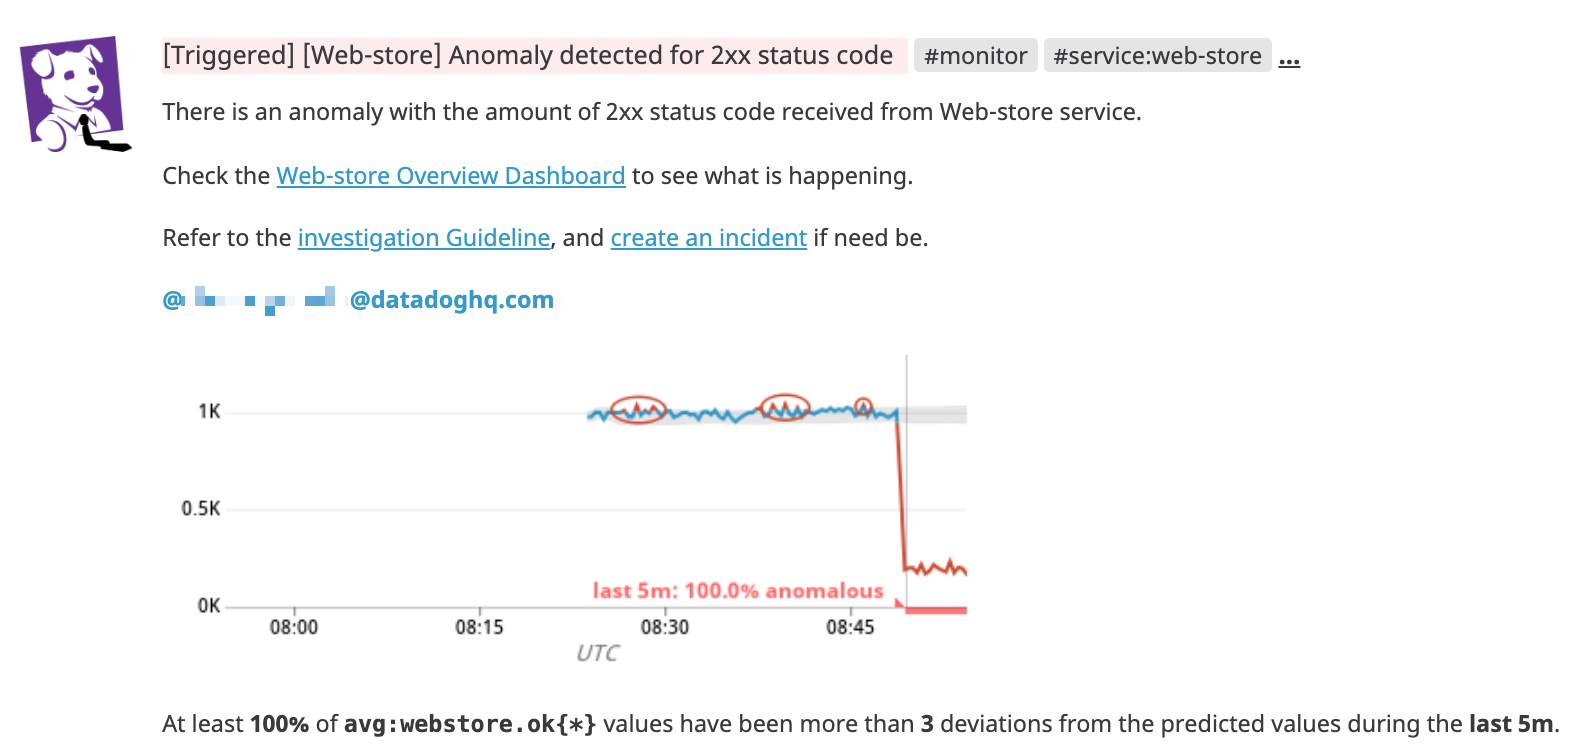 [Triggered] [Web-store] Anomaly detected for 2xx status code #monitor #service:web-store ...
There is an anomaly with the amount of 2xx status code received from Web-store service.
Check the Web-store Overview Dashboard to see what is happening.
Refer to the investigation Guideline, and create an incident if need be.
@ @datadoghq.com
1K
0.5K
last 5m: 100.0% anomalous
0K
08:00 08:15 08:30 08:45
UTC
At least 100% of avg:webstore.ok{*} values have been more than 3 deviations from the predicted values during the last 5m.